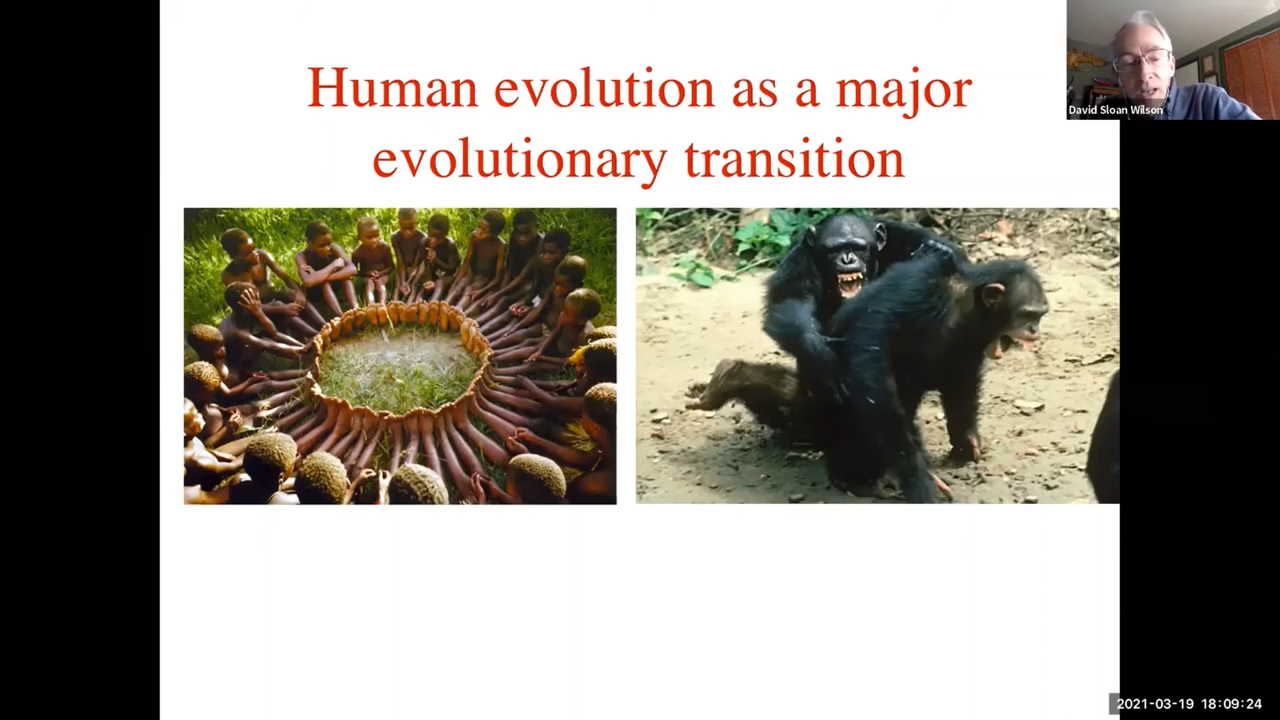 Human evolution as a major
evolutionary transition
David Sloan Wilson
2021-03-19 18:09:24